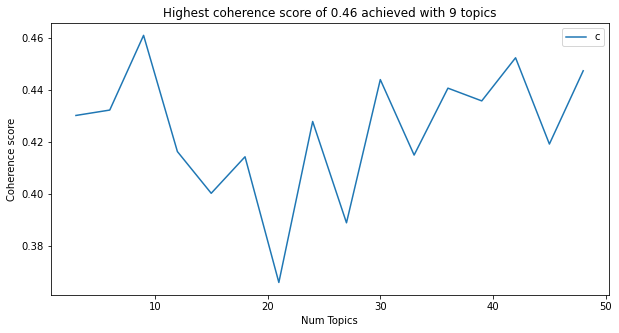 Highest coherence score of 0.46 achieved with 9 topics
c
0.46
0.44
0.42
0.40
0.38
Coherence score
10
20
30
40
50
Num Topics